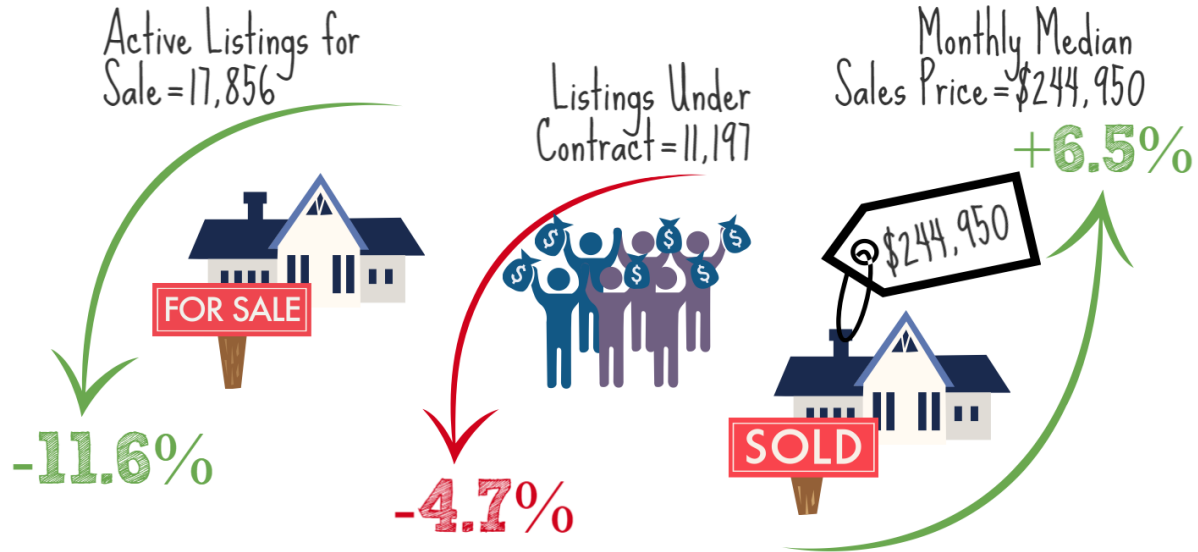 Active Listings for
Sale=17,856
-11.6%
FOR SALE
Listings Under
Contract=11,197
-4.7%
$
$
$
$
$
$
Monthly Median
Sales Price=$244,950
+6.5%
$244,950
SOLD